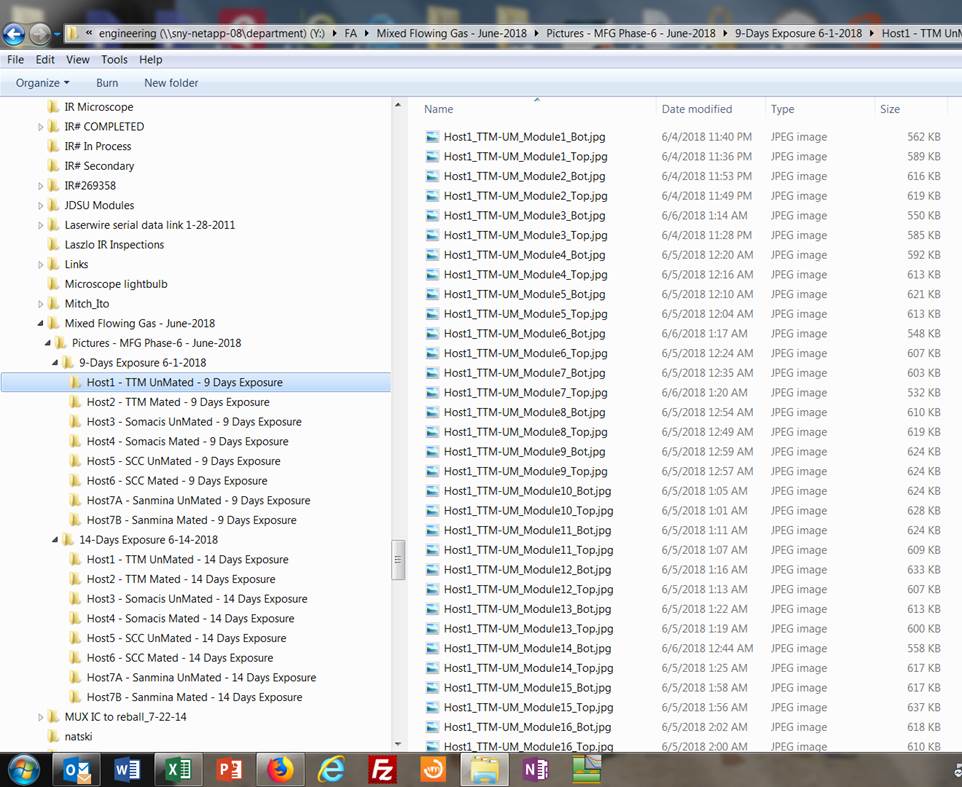 « engineering (\\sny-netapp-08\department) (Y:) FA Mixed Flowing Gas - June-2018 Pictures - MFG Phase-6 - June-2018 9-Days Exposure 6-1-2018 Host1 - TTM UnM
File Edit View Tools Help
Organize Burn New folder
IR Microscope
IR# COMPLETED
IR# In Process
IR# Secondary
IR#269358
JDSU Modules
Laserwire serial data link 1-28-2011
Laszlo IR Inspections
Links
Microscope lightbulb
Mitch_Ito
Mixed Flowing Gas - June-2018
Pictures - MFG Phase-6 - June-2018
9-Days Exposure 6-1-2018
Host1 - TTM UnMated - 9 Days Exposure
Host2 - TTM Mated - 9 Days Exposure
Host3 - Somacis UnMated - 9 Days Exposure
Host4 - Somacis Mated - 9 Days Exposure
Host5 - SCC UnMated - 9 Days Exposure
Host6 - SCC Mated - 9 Days Exposure
Host7A - Sanmina UnMated - 9 Days Exposure
Host7B - Sanmina Mated - 9 Days Exposure
14-Days Exposure 6-14-2018
Host1 - TTM UnMated - 14 Days Exposure
Host2 - TTM Mated - 14 Days Exposure
Host3 - Somacis UnMated - 14 Days Exposure
Host4 - Somacis Mated - 14 Days Exposure
Host5 - SCC UnMated - 14 Days Exposure
Host6 - SCC Mated - 14 Days Exposure
Host7A - Sanmina UnMated - 14 Days Exposure
Host7B - Sanmina Mated - 14 Days Exposure
MUX IC to reball_7-22-14
natski
Name Date modified Type Size
Host1_TTM-UM_Module1_Bot.jpg 6/4/2018 11:40 PM JPEG image 562 KB
Host1_TTM-UM_Module1_Top.jpg 6/4/2018 11:36 PM JPEG image 589 KB
Host1_TTM-UM_Module2_Bot.jpg 6/4/2018 11:53 PM JPEG image 616 KB
Host1_TTM-UM_Module2_Top.jpg 6/4/2018 11:49 PM JPEG image 619 KB
Host1_TTM-UM_Module3_Bot.jpg 6/6/2018 1:14 AM JPEG image 550 KB
Host1_TTM-UM_Module3_Top.jpg 6/4/2018 11:28 PM JPEG image 585 KB
Host1_TTM-UM_Module4_Bot.jpg 6/5/2018 12:20 AM JPEG image 592 KB
Host1_TTM-UM_Module4_Top.jpg 6/5/2018 12:16 AM JPEG image 613 KB
Host1_TTM-UM_Module5_Bot.jpg 6/5/2018 12:10 AM JPEG image 621 KB
Host1_TTM-UM_Module5_Top.jpg 6/5/2018 12:04 AM JPEG image 613 KB
Host1_TTM-UM_Module6_Bot.jpg 6/6/2018 1:17 AM JPEG image 548 KB
Host1_TTM-UM_Module6_Top.jpg 6/5/2018 12:24 AM JPEG image 607 KB
Host1_TTM-UM_Module7_Bot.jpg 6/5/2018 12:35 AM JPEG image 603 KB
Host1_TTM-UM_Module7_Top.jpg 6/6/2018 1:20 AM JPEG image 532 KB
Host1_TTM-UM_Module8_Bot.jpg 6/5/2018 12:54 AM JPEG image 610 KB
Host1_TTM-UM_Module8_Top.jpg 6/5/2018 12:49 AM JPEG image 619 KB
Host1_TTM-UM_Module9_Bot.jpg 6/5/2018 12:59 AM JPEG image 624 KB
Host1_TTM-UM_Module9_Top.jpg 6/5/2018 12:57 AM JPEG image 624 KB
Host1_TTM-UM_Module10_Bot.jpg 6/5/2018 1:05 AM JPEG image 624 KB
Host1_TTM-UM_Module10_Top.jpg 6/5/2018 1:01 AM JPEG image 628 KB
Host1_TTM-UM_Module11_Bot.jpg 6/5/2018 1:11 AM JPEG image 624 KB
Host1_TTM-UM_Module11_Top.jpg 6/5/2018 1:07 AM JPEG image 609 KB
Host1_TTM-UM_Module12_Bot.jpg 6/5/2018 1:16 AM JPEG image 633 KB
Host1_TTM-UM_Module12_Top.jpg 6/5/2018 1:13 AM JPEG image 607 KB
Host1_TTM-UM_Module13_Bot.jpg 6/5/2018 1:22 AM JPEG image 613 KB
Host1_TTM-UM_Module13_Top.jpg 6/5/2018 1:19 AM JPEG image 600 KB
Host1_TTM-UM_Module14_Bot.jpg 6/6/2018 12:44 AM JPEG image 558 KB
Host1_TTM-UM_Module14_Top.jpg 6/5/2018 1:25 AM JPEG image 617 KB
Host1_TTM-UM_Module15_Bot.jpg 6/5/2018 1:58 AM JPEG image 617 KB
Host1_TTM-UM_Module15_Top.jpg 6/5/2018 1:56 AM JPEG image 637 KB
Host1_TTM-UM_Module16_Bot.jpg 6/5/2018 2:02 AM JPEG image 618 KB
Host1_TTM-UM_Module16_Top.jpg 6/5/2018 2:00 AM JPEG image 610 KB